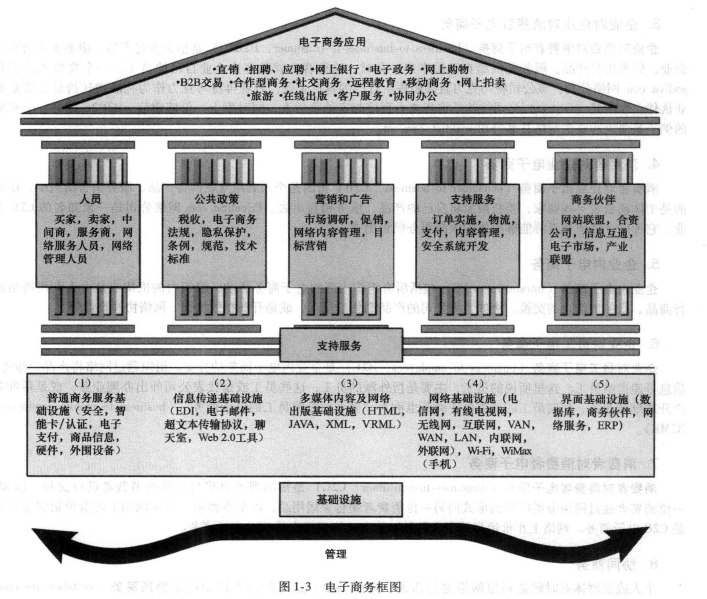 电子商务应用
•直销 •招聘、应聘 •网上银行 •电子政务 •网上购物
•B2B交易 •合作型商务 •社交商务 •远程教育 •移动商务 •网上拍卖
•旅游 •在线出版 •客户服务 •协同办公
人员
买家，卖家，中
间商，服务商，网
络服务人员，网络
管理人员
公共政策
税收，电子商务
法规，隐私保护，
条例，规范，技术
标准
营销和广告
市场调研，促销，
网络内容管理，目
标营销
支持服务
订单实施，物流，
支付，内容管理，
安全系统开发
商务伙伴
网站联盟，合资
公司，信息互通，
电子市场，产业
联盟
支持服务
（1）
普通商务服务基
础设施（安全，智
能卡/认证，电子
支付，商品信息，
硬件，外围设备）
（2）
信息传递基础设施
（EDI，电子邮件，
超文本传输协议，聊
天室，Web 2.0工具）
（3）
多媒体内容及网络
出版基础设施（HTML，
JAVA，XML，VRML）
（4）
网络基础设施（电
信网，有线电视网，
无线网，互联网，VAN，
WAN，LAN，内联网，
外联网），Wi-Fi，WiMax
（手机）
（5）
界面基础设施（数
据库，商务伙伴，网
络服务，ERP）
基础设施
管理
图 1-3 电子商务框图